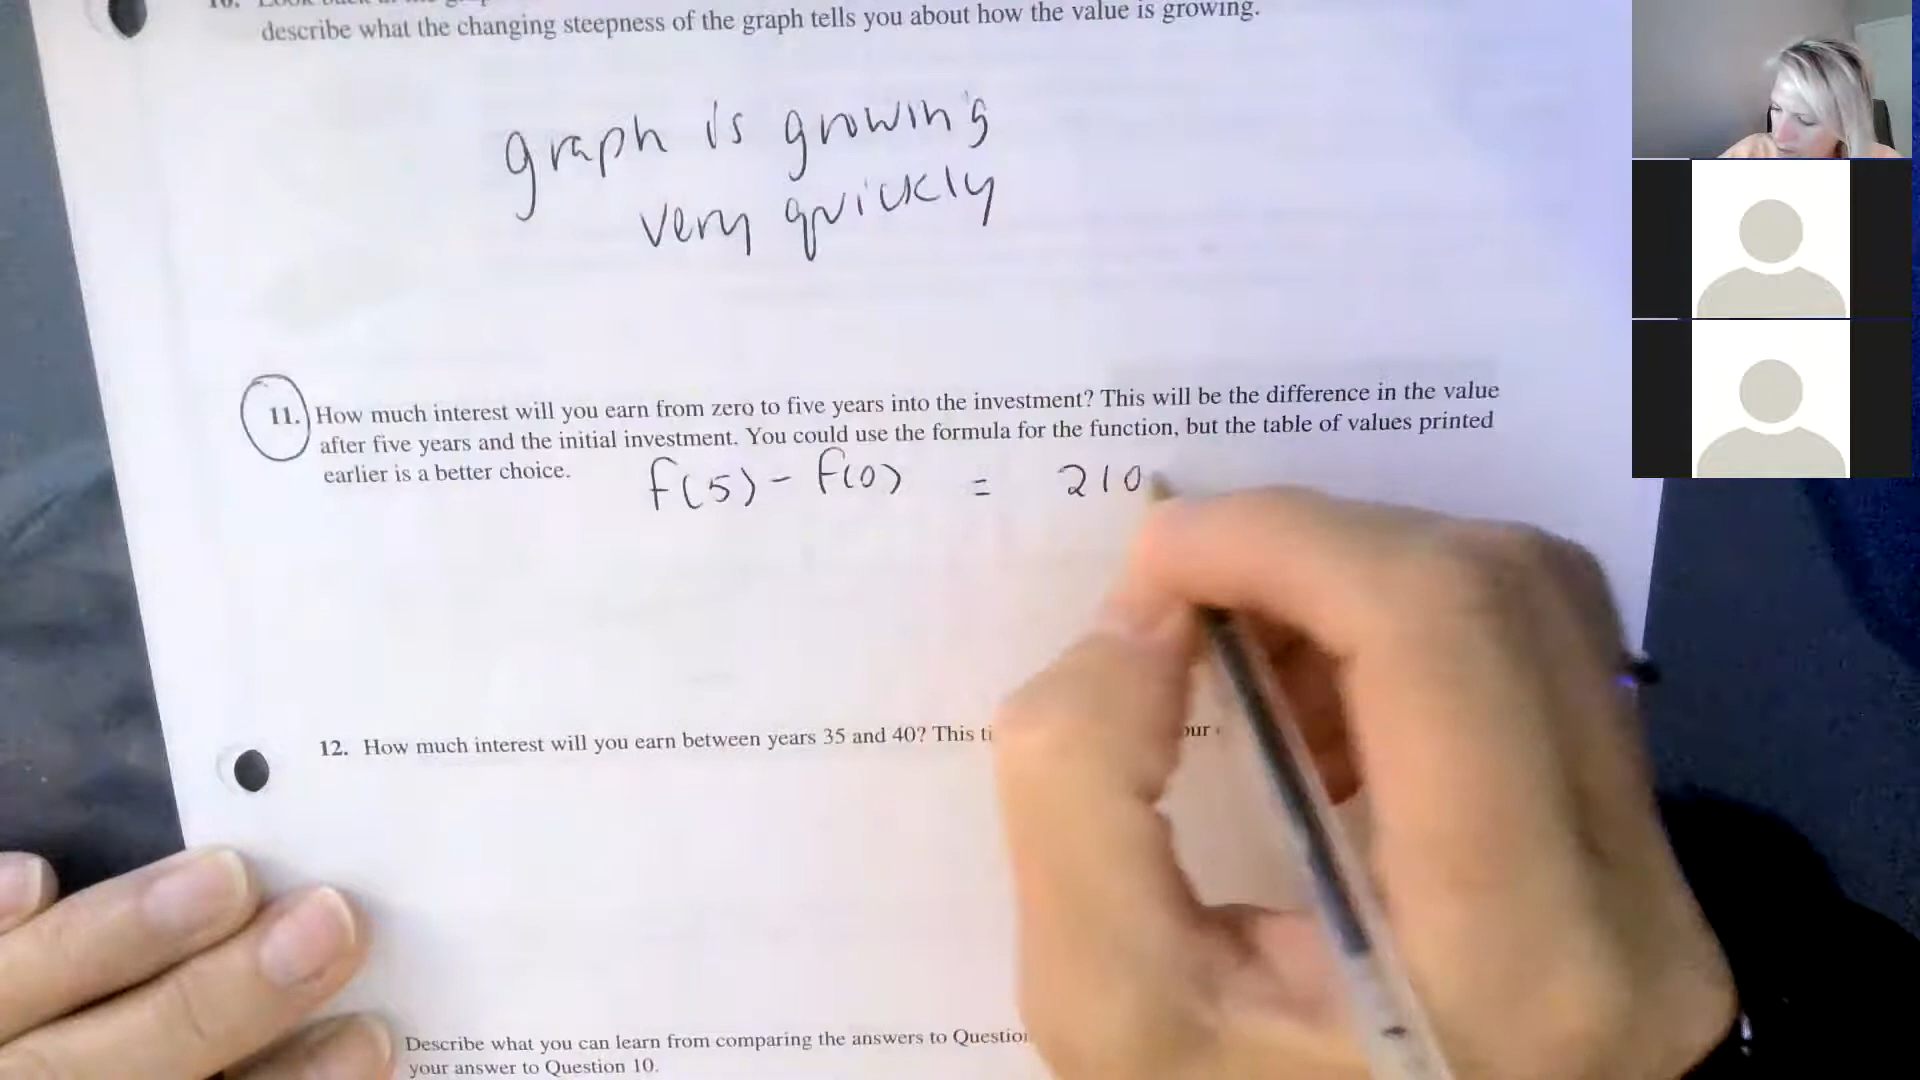 describe what the changing steepness of the graph tells you about how the value is growing.
graph is growing
very quickly
11. How much interest will you earn from zero to five years into the investment? This will be the difference in the value
after five years and the initial investment. You could use the formula for the function, but the table of values printed
earlier is a better choice.
f(5) - f(0) = 210
12. How much interest will you earn between years 35 and 40? This
Describe what you can learn from comparing the answers to
your answer to Question 10.